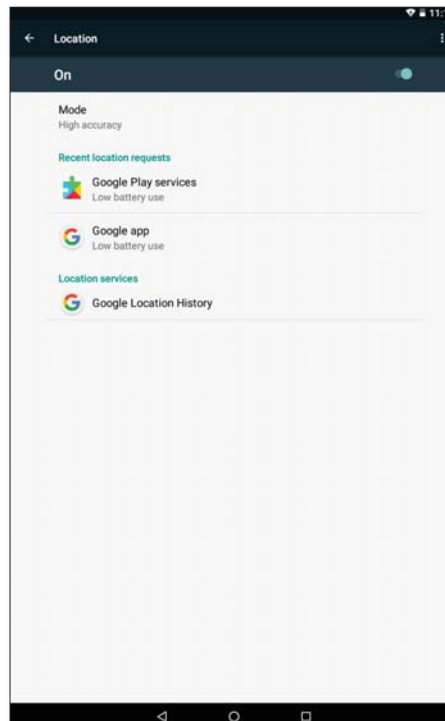 11:
Location
On
Mode
High accuracy
Recent location requests
Google Play services
Low battery use
Google app
Low battery use
Location services
Google Location History